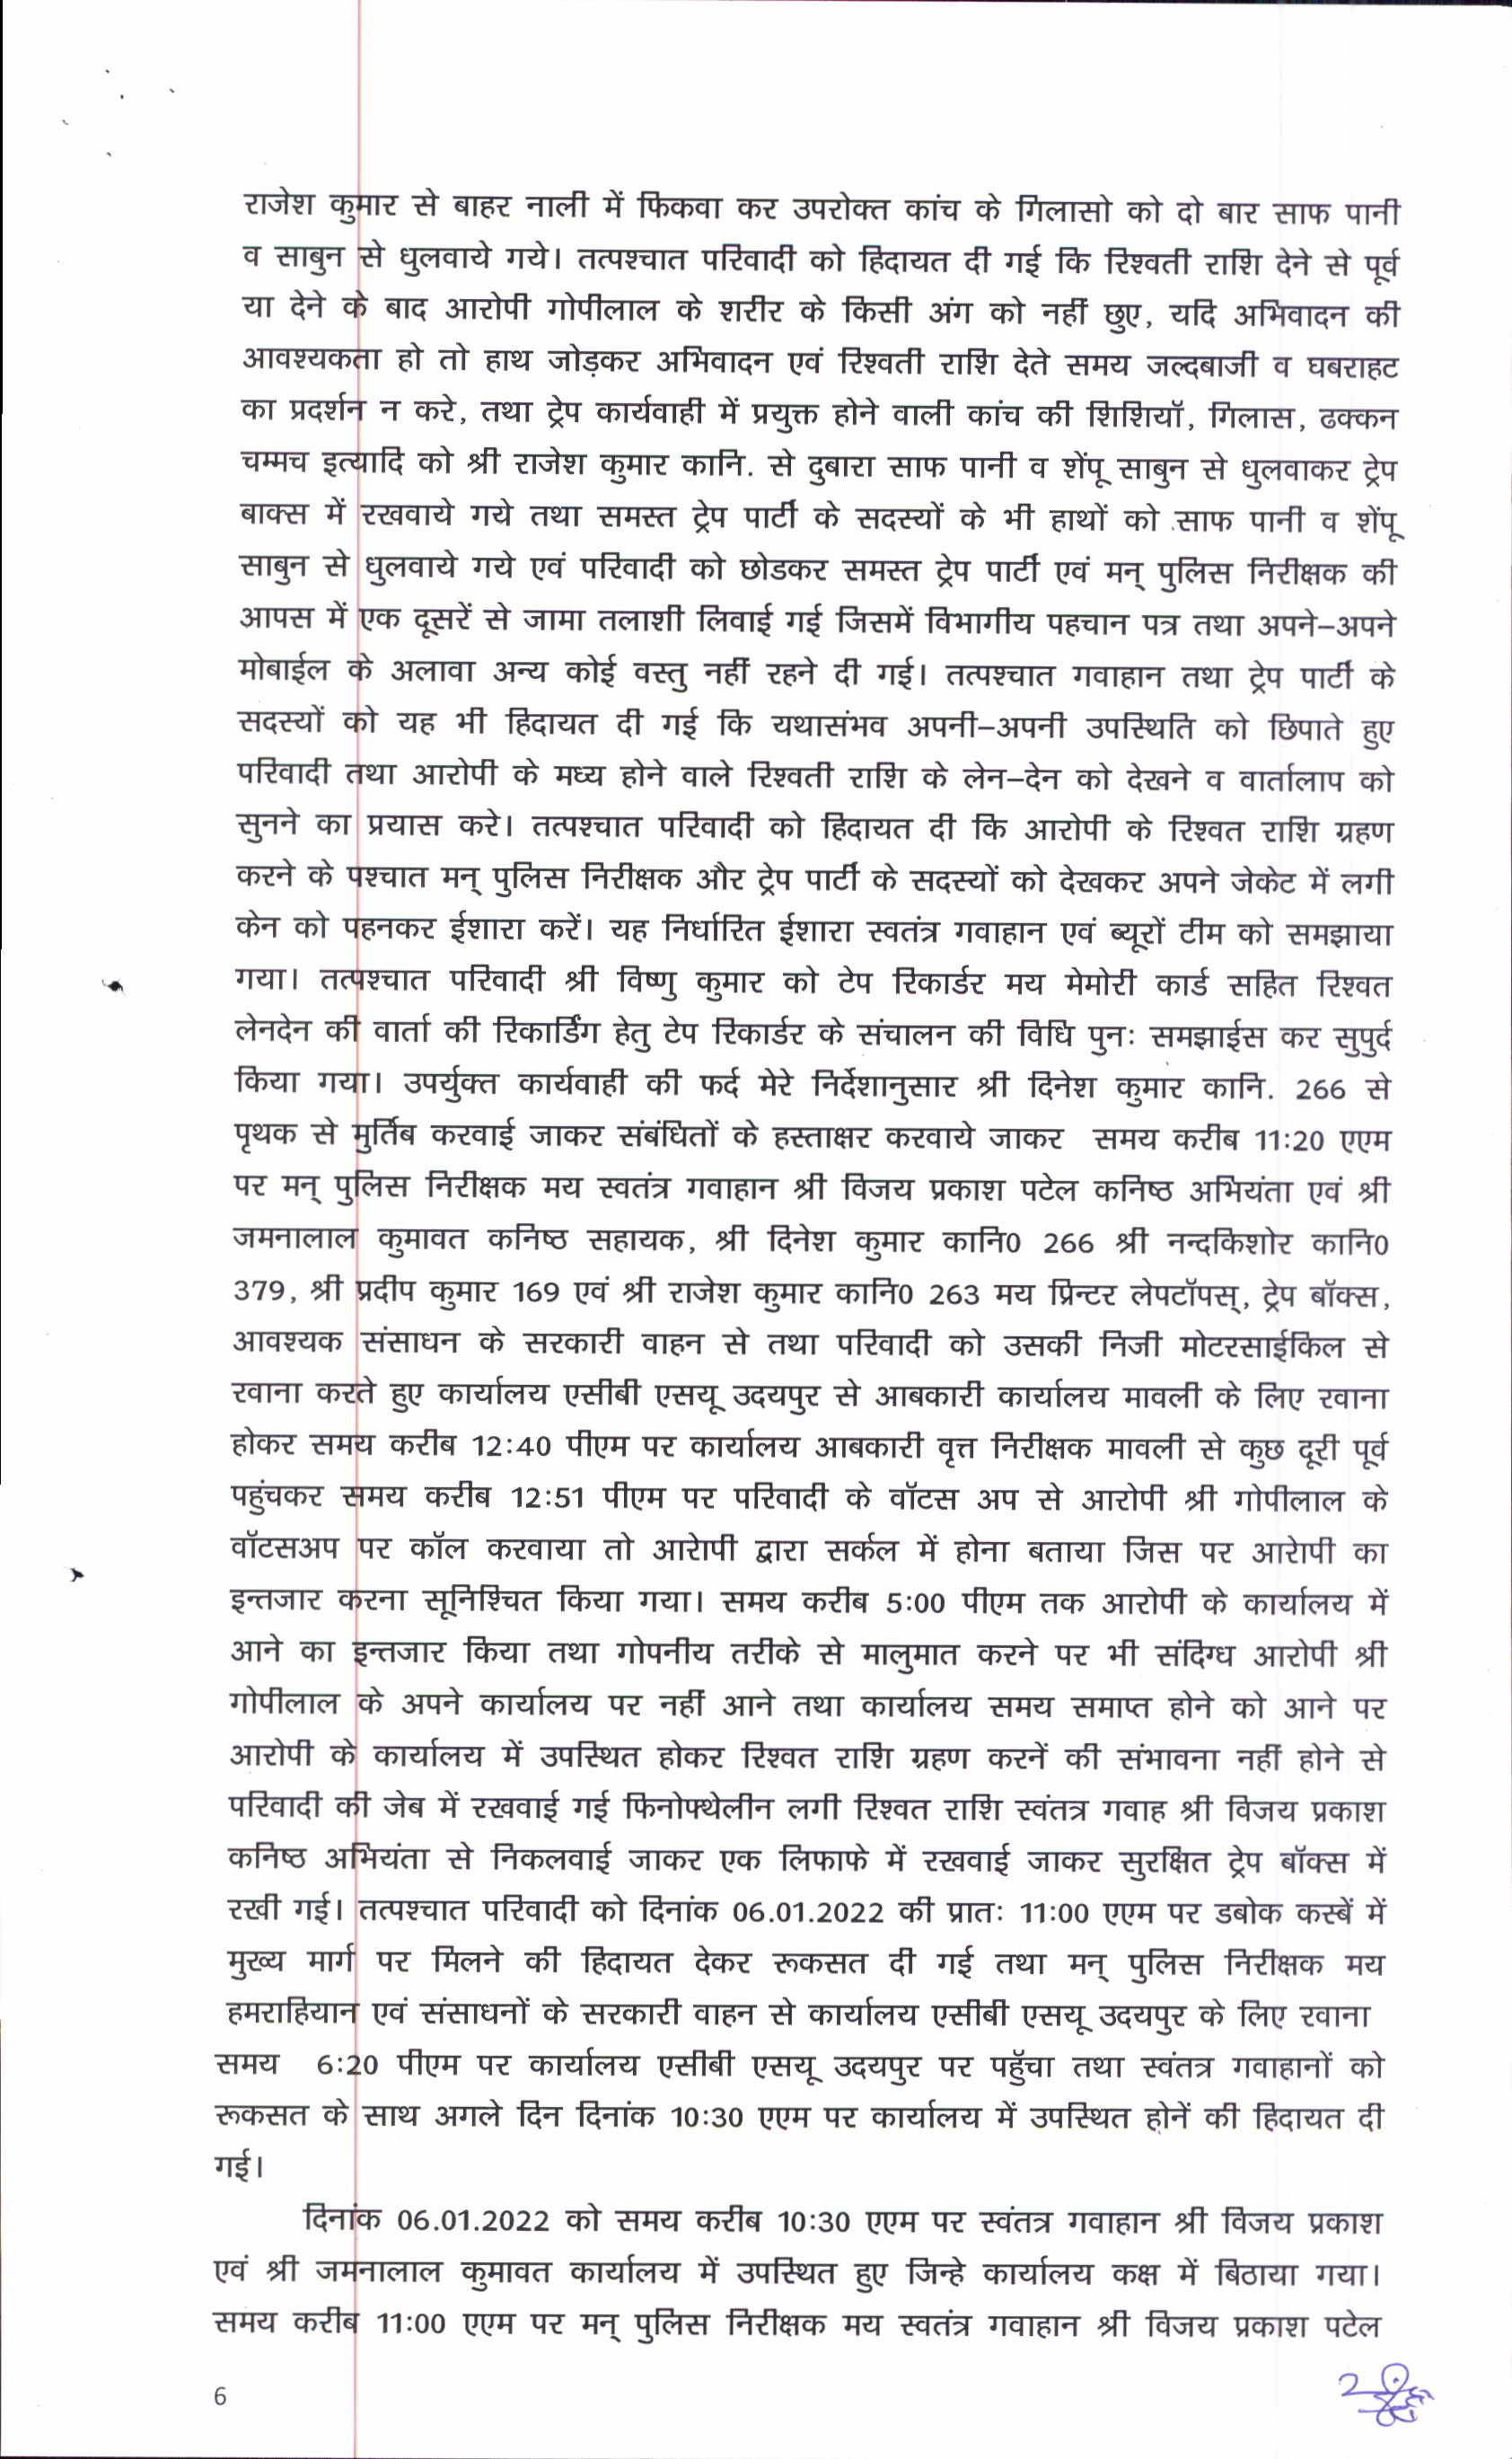 राजेश कुमार से बाहर नाली में फिकवा कर उपरोक्त कांच के गिलासो को दो बार साफ पानी
व साबुन से धुलवाये गये। तत्पश्चात परिवादी को हिदायत दी गई कि रिश्वती राशि देने से पूर्व
या देने के बाद आरोपी गोपीलाल के शरीर के किसी अंग को नहीं छुए, यदि अभिवादन की
आवश्यकता हो तो हाथ जोड़कर अभिवादन एवं रिश्वती राशि देते समय जल्दबाजी व घबराहट
का प्रदर्शन न करे, तथा ट्रेप कार्यवाही में प्रयुक्त होने वाली कांच की शिशियॉ, गिलास, ढक्कन
चम्मच इत्यादि को श्री राजेश कुमार कानि. से दुबारा साफ पानी व शेंपू साबुन से धुलवाकर ट्रेप
बाक्स में रखवाये गये तथा समस्त ट्रेप पार्टी के सदस्यों के भी हाथों को साफ पानी व शेंपू
साबुन से धुलवाये गये एवं परिवादी को छोडकर समस्त ट्रेप पार्टी एवं मन् पुलिस निरीक्षक की
आपस में एक दूसरें से जामा तलाशी लिवाई गई जिसमें विभागीय पहचान पत्र तथा अपने–अपने
मोबाईल के अलावा अन्य कोई वस्तु नहीं रहने दी गई। तत्पश्चात गवाहान तथा ट्रेप पार्टी के
सदस्यों को यह भी हिदायत दी गई कि यथासंभव अपनी–अपनी उपस्थिति को छिपाते हुए
परिवादी तथा आरोपी के मध्य होने वाले रिश्वती राशि के लेन–देन को देखने व वार्तालाप को
सुनने का प्रयास करे। तत्पश्चात परिवादी को हिदायत दी कि आरोपी के रिश्वत राशि ग्रहण
करने के पश्चात मन् पुलिस निरीक्षक और ट्रेप पार्टी के सदस्यों को देखकर अपने जेकेट में लगी
केन को पहनकर ईशारा करें। यह निर्धारित ईशारा स्वतंत्र गवाहान एवं ब्यूरों टीम को समझाया
गया। तत्पश्चात परिवादी श्री विष्णु कुमार को टेप रिकार्डर मय मेमोरी कार्ड सहित रिश्वत
लेनदेन की वार्ता की रिकार्डिंग हेतु टेप रिकार्डर के संचालन की विधि पुनः समझाईस कर सुपुर्द
किया गया। उपर्युक्त कार्यवाही की फर्द मेरे निर्देशानुसार श्री दिनेश कुमार कानि. 266 से
पृथक से मुर्तिब करवाई जाकर संबंधितों के हस्ताक्षर करवाये जाकर समय करीब 11:20 एएम
पर मन् पुलिस निरीक्षक मय स्वतंत्र गवाहान श्री विजय प्रकाश पटेल कनिष्ठ अभियंता एवं श्री
जमनालाल कुमावत कनिष्ठ सहायक, श्री दिनेश कुमार कानि0 266 श्री नन्दकिशोर कानि0
379, श्री प्रदीप कुमार 169 एवं श्री राजेश कुमार कानि0 263 मय प्रिन्टर लेपटॉपस्, ट्रेप बॉक्स,
आवश्यक संसाधन के सरकारी वाहन से तथा परिवादी को उसकी निजी मोटरसाईकिल से
रवाना करते हुए कार्यालय एसीबी एसयू उदयपुर से आबकारी कार्यालय मावली के लिए रवाना
होकर समय करीब 12:40 पीएम पर कार्यालय आबकारी वृत्त निरीक्षक मावली से कुछ दूरी पूर्व
पहुंचकर समय करीब 12:51 पीएम पर परिवादी के वॉटस अप से आरोपी श्री गोपीलाल के
वॉटसअप पर कॉल करवाया तो आरोपी द्वारा सर्कल में होना बताया जिस पर आरोपी का
इन्तजार करना सूनिश्चित किया गया। समय करीब 5:00 पीएम तक आरोपी के कार्यालय में
आने का इन्तजार किया तथा गोपनीय तरीके से मालुमात करने पर भी संदिग्ध आरोपी श्री
गोपीलाल के अपने कार्यालय पर नहीं आने तथा कार्यालय समय समाप्त होने को आने पर
आरोपी के कार्यालय में उपस्थित होकर रिश्वत राशि ग्रहण करनें की संभावना नहीं होने से
परिवादी की जेब में रखवाई गई फिनोफ्थेलीन लगी रिश्वत राशि स्वंतत्र गवाह श्री विजय प्रकाश
कनिष्ठ अभियंता से निकलवाई जाकर एक लिफाफे में रखवाई जाकर सुरक्षित ट्रेप बॉक्स में
रखी गई। तत्पश्चात परिवादी को दिनांक 06.01.2022 की प्रातः 11:00 एएम पर डबोक कस्बें में
मुख्य मार्ग पर मिलने की हिदायत देकर रूकसत दी गई तथा मन् पुलिस निरीक्षक मय
हमराहियान एवं संसाधनों के सरकारी वाहन से कार्यालय एसीबी एसयू उदयपुर के लिए रवाना
समय 6:20 पीएम पर कार्यालय एसीबी एसयू उदयपुर पर पहुॅचा तथा स्वंतत्र गवाहानों को
रूकसत के साथ अगले दिन दिनांक 10:30 एएम पर कार्यालय में उपस्थित होनें की हिदायत दी
गई।
दिनांक 06.01.2022 को समय करीब 10:30 एएम पर स्वंतत्र गवाहान श्री विजय प्रकाश
एवं श्री जमनालाल कुमावत कार्यालय में उपस्थित हुए जिन्हे कार्यालय कक्ष में बिठाया गया।
समय करीब 11:00 एएम पर मन् पुलिस निरीक्षक मय स्वतंत्र गवाहान श्री विजय प्रकाश पटेल
6